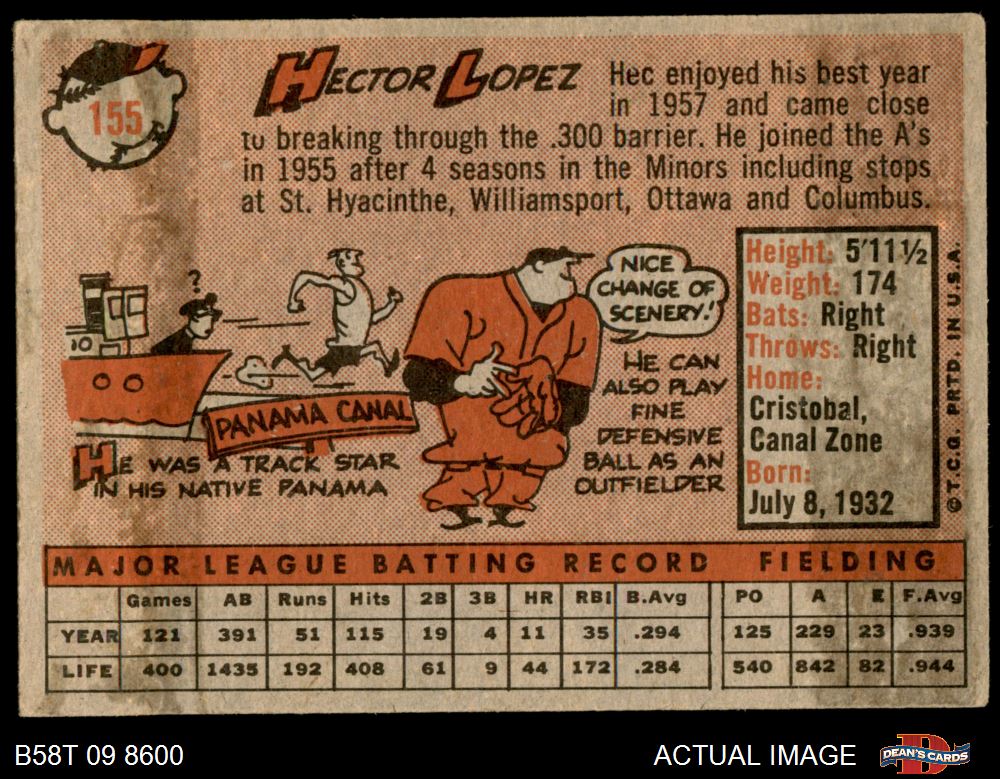 155
HECTOR LOPEZ
Hec enjoyed his best year
in 1957 and came close
to breaking through the .300 barrier. He joined the A's
in 1955 after 4 seasons in the Minors including stops
at St. Hyacinthe, Williamsport, Ottawa and Columbus.
?
10
PANAMA CANAL
HE WAS A TRACK STAR
IN HIS NATIVE PANAMA
NICE
CHANGE OF
SCENERY!
HE CAN
ALSO PLAY
FINE
DEFENSIVE
BALL AS AN
OUTFIELDER
Height: 5'11½
Weight: 174
Bats: Right
Throws: Right
Home:
Cristobal,
Canal Zone
Born:
July 8, 1932
©T.C.G. PRTD. IN U.S.A.
MAJOR LEAGUE BATTING RECORD FIELDING
Games AB Runs Hits 2B 3B HR RBI B.Avg PO A E F.Avg
YEAR 121 391 51 115 19 4 11 35 .294 125 229 23 .939
LIFE 400 1435 192 408 61 9 44 172 .284 540 842 82 .944
B58T 09 8600 ACTUAL IMAGE DEAN'S CARDS